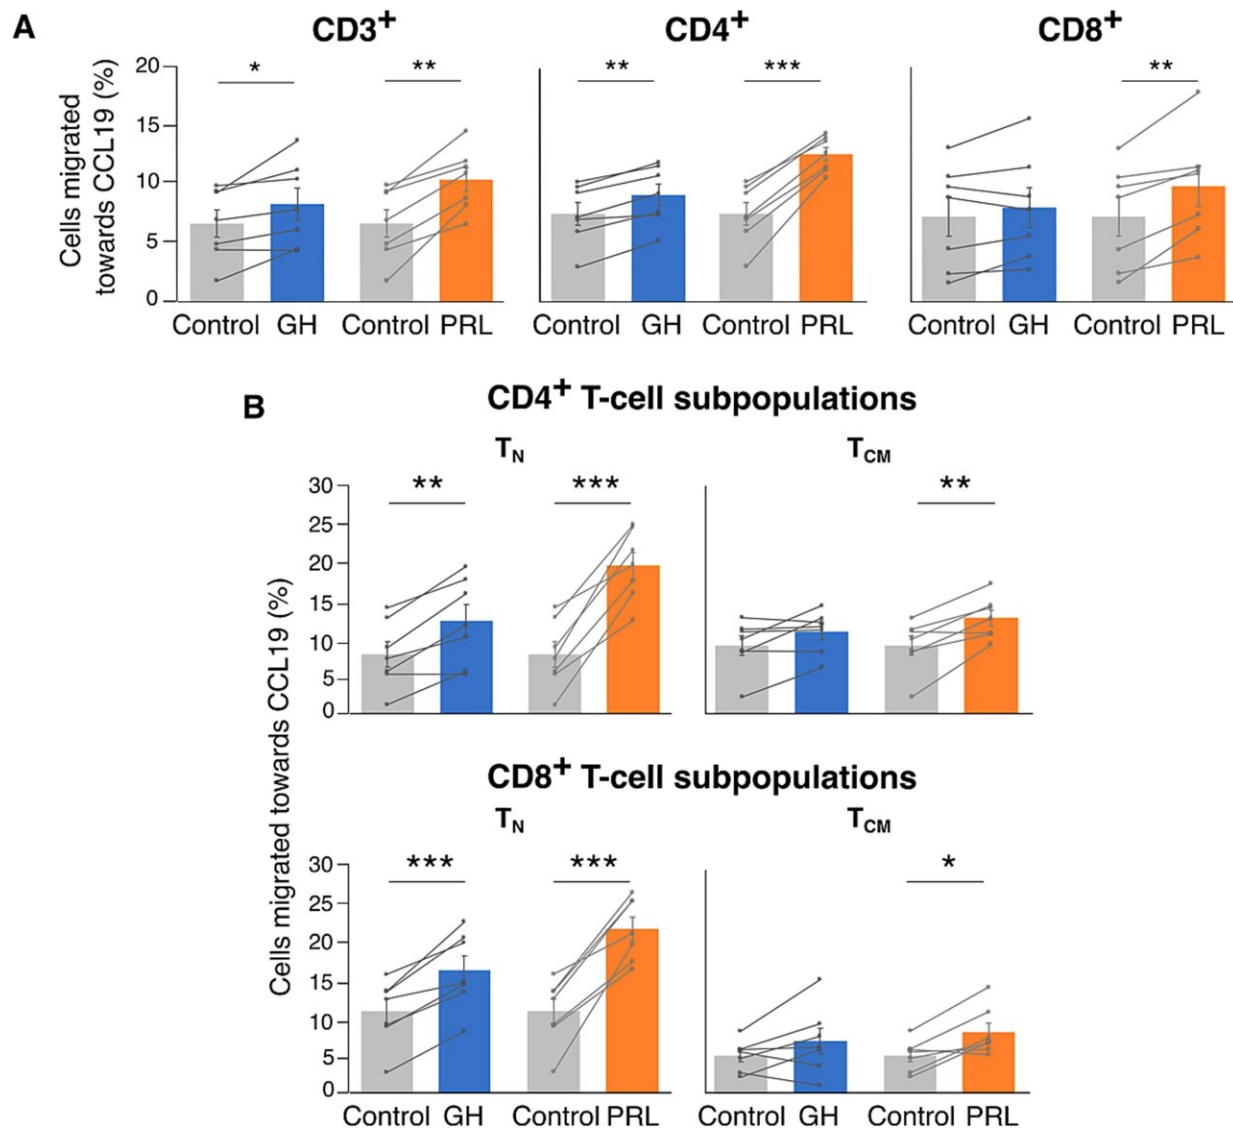 A
CD3+
CD4+
CD8+
Cells migrated
towards CCL19 (%)
20
15
10
5
0
*
**
**
***
**
Control GH Control PRL
Control GH Control PRL
Control GH Control PRL
B
CD4+ T-cell subpopulations
TN
TCM
Cells migrated towards CCL19 (%)
30
25
20
15
10
5
0
**
***
**
CD8+ T-cell subpopulations
TN
TCM
30
25
20
15
10
5
0
***
***
*
Control GH Control PRL
Control GH Control PRL